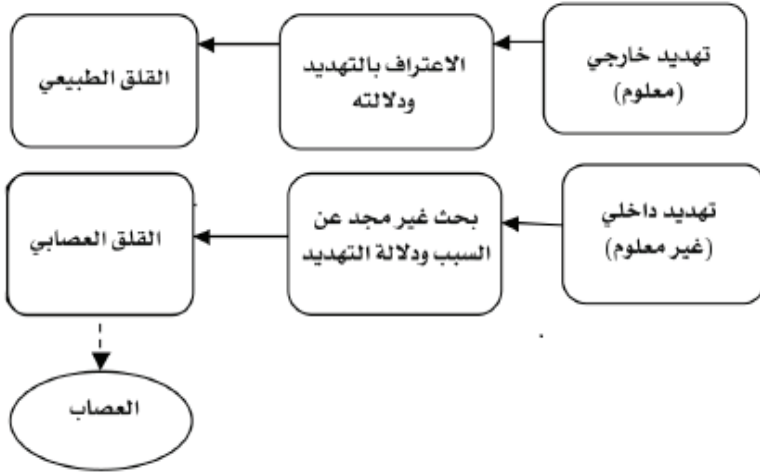 تهديد خارجي
(معلوم)
الاعتراف بالتهديد
ودلالته
القلق الطبيعي
تهديد داخلي
(غير معلوم)
بحث غير مجد عن
السبب ودلالة التهديد
القلق العصابي
العصاب